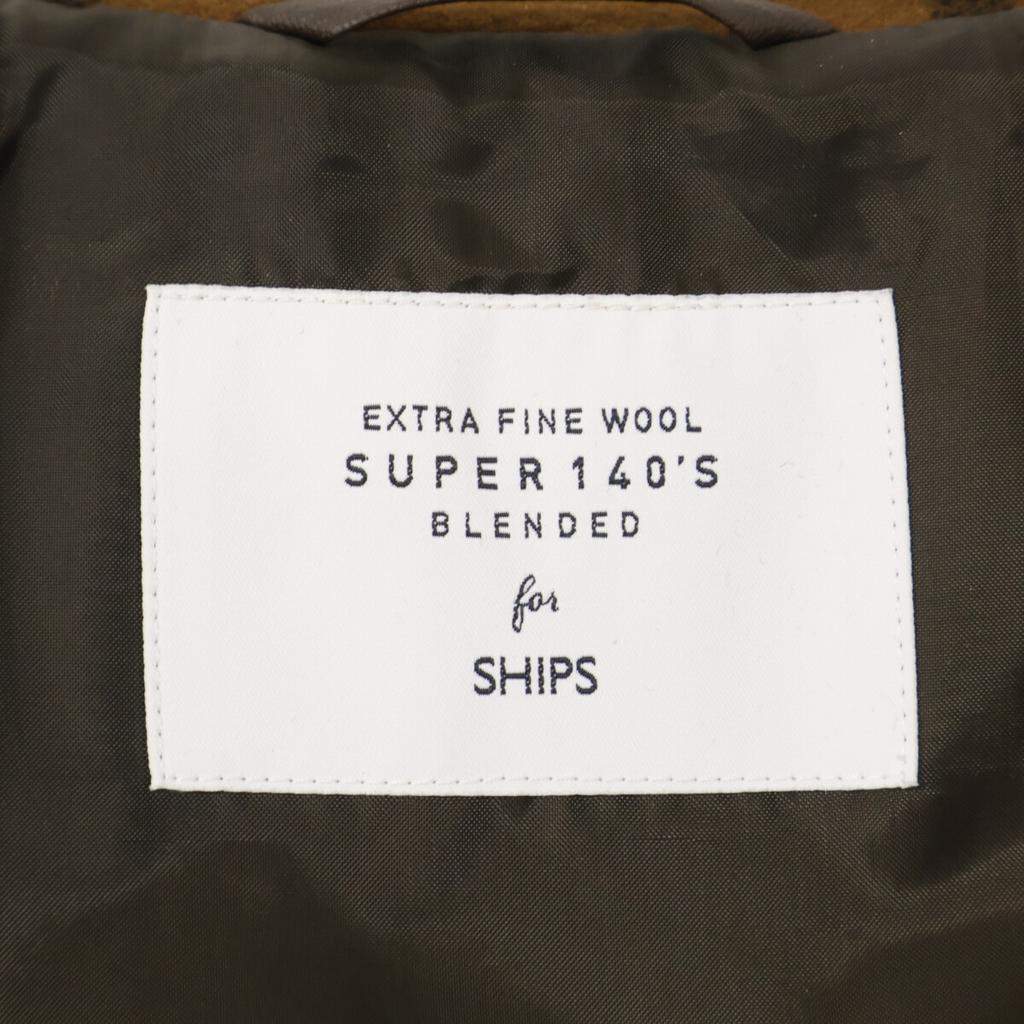 EXTRA FINE WOOL
SUPER 140'S
BLENDED
for
SHIPS